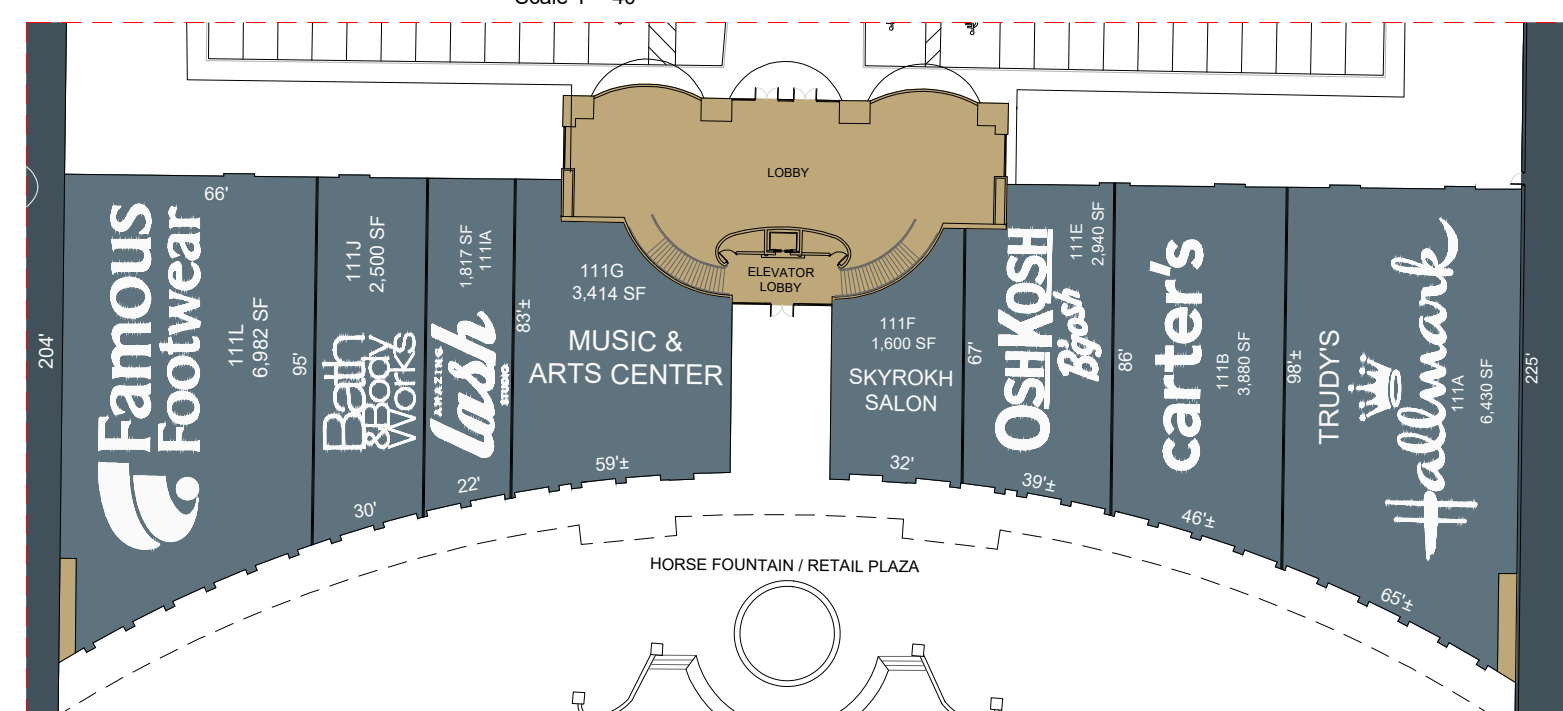 66'
Famous
Footwear
111L
6,982 SF
204'
95'
111J
2,500 SF
Bath
&Body
Works
30'
1,817 SF
111IA
AMAZING
lash
STUDIO
22'
83'±
111G
3,414 SF
MUSIC &
ARTS CENTER
59'±
LOBBY
ELEVATOR
LOBBY
111F
1,600 SF
SKYROKH
SALON
32'
67'
OSHKOSH
B'gosh
111E
2,940 SF
39'±
86'
carter's
111B
3,880 SF
46'±
98'±
TRUDY'S
Hallmark
111A
6,430 SF
65'±
225'
HORSE FOUNTAIN / RETAIL PLAZA